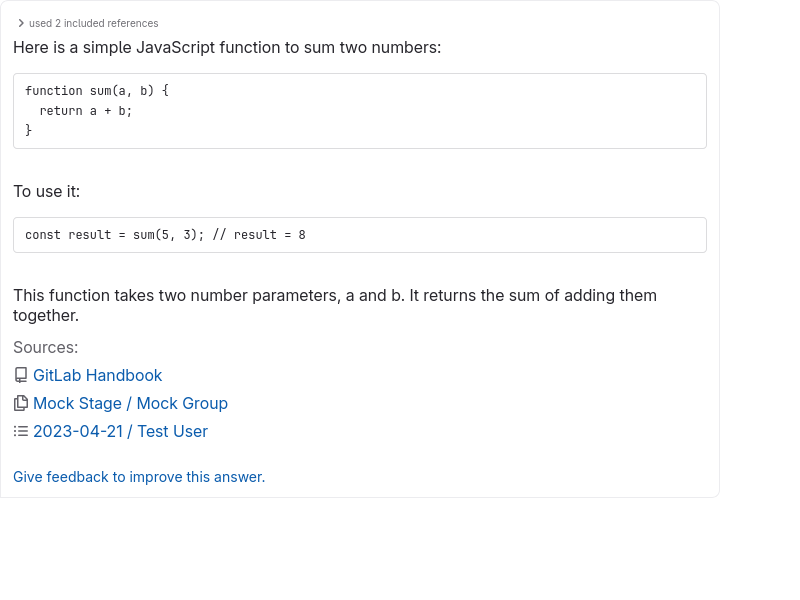 used 2 included references
Here is a simple JavaScript function to sum two numbers:
function sum(a, b) {
  return a + b;
}
To use it:
const result = sum(5, 3); // result = 8
This function takes two number parameters, a and b. It returns the sum of adding them
together.
Sources:
GitLab Handbook
Mock Stage / Mock Group
2023-04-21 / Test User
Give feedback to improve this answer.